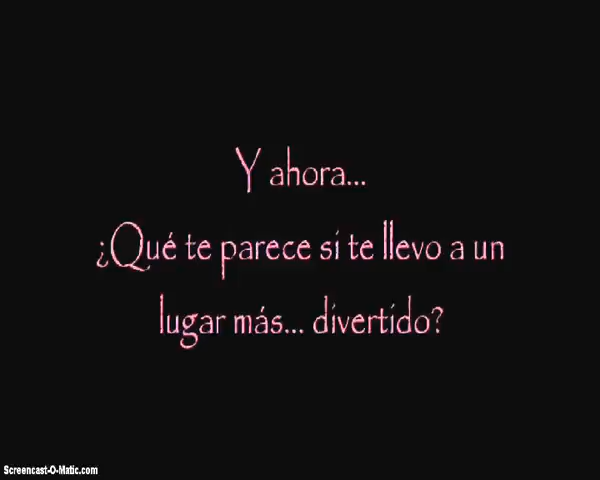 Y ahora...
¿Qué te parece si te llevo a un
lugar más... divertido?
Screencast-O-Matic.com